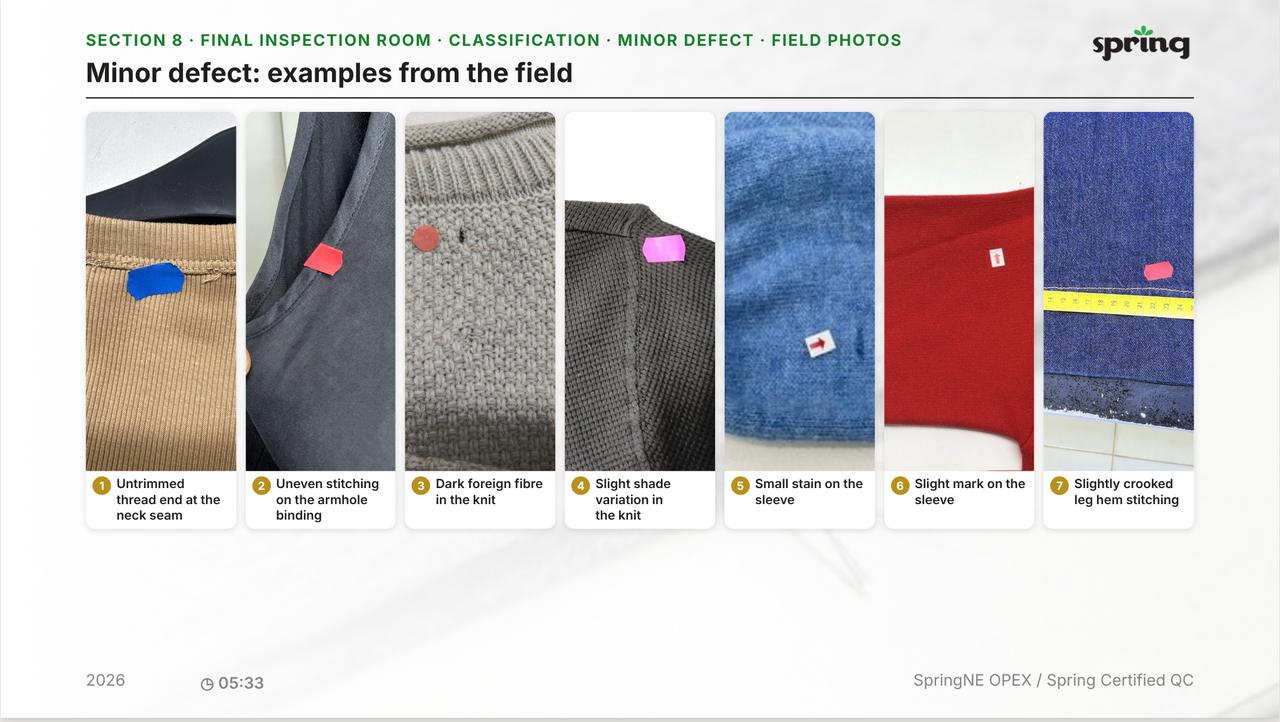 SECTION 8 · FINAL INSPECTION ROOM · CLASSIFICATION · MINOR DEFECT · FIELD PHOTOS
spring
Minor defect: examples from the field
1 Untrimmed
thread end at the
neck seam
2 Uneven stitching
on the armhole
binding
3 Dark foreign fibre
in the knit
4 Slight shade
variation in
the knit
5 Small stain on the
sleeve
6 Slight mark on the
sleeve
7 Slightly crooked
leg hem stitching
2026
05:33
SpringNE OPEX / Spring Certified QC